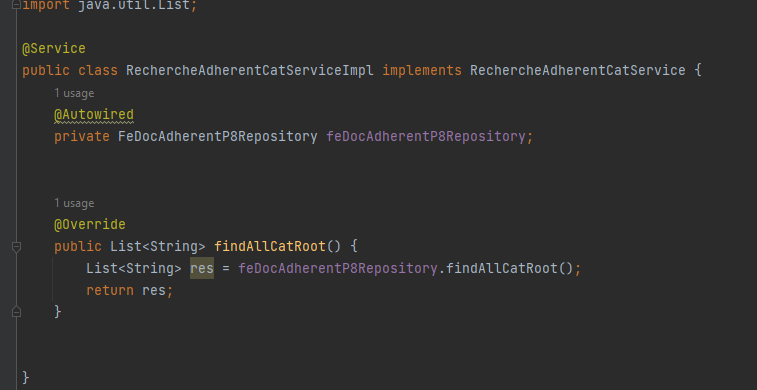 import java.util.List;
@Service
public class RechercheAdherentCatServiceImpl implements RechercheAdherentCatService {
1 usage
@Autowired
private FeDocAdherentP8Repository feDocAdherentP8Repository;
1 usage
@Override
public List<String> findAllCatRoot() {
List<String> res = feDocAdherentP8Repository.findAllCatRoot();
return res;
}
}